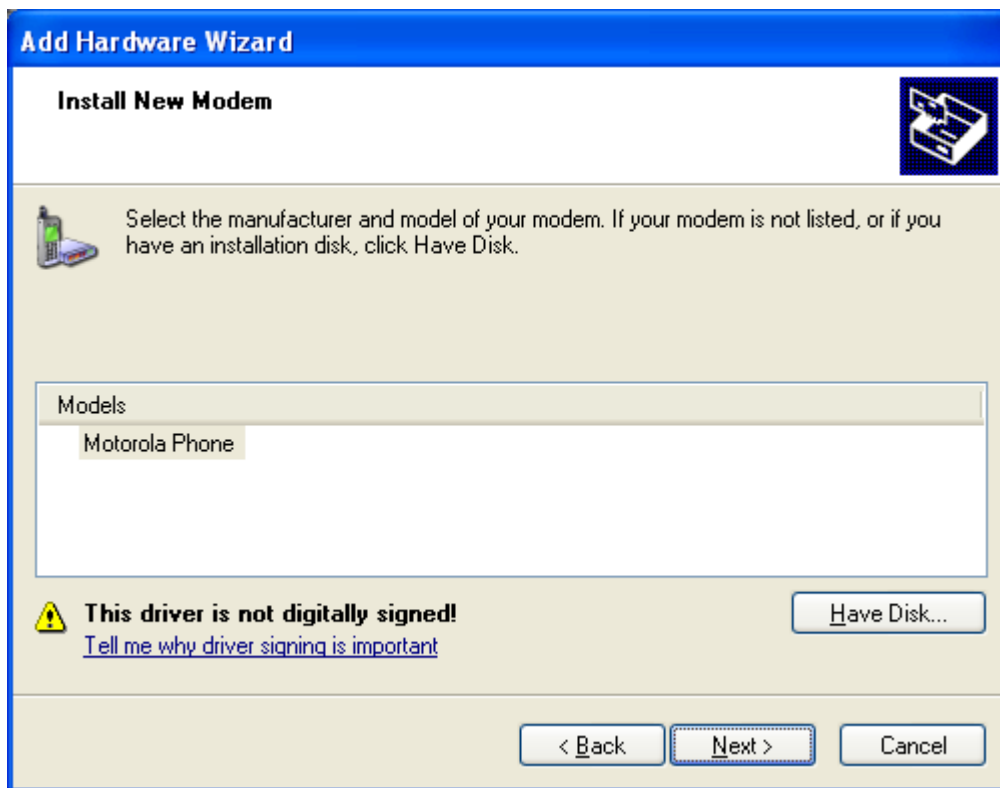 Add Hardware Wizard
Install New Modem
Select the manufacturer and model of your modem. If your modem is not listed, or if you
have an installation disk, click Have Disk.
Models
Motorola Phone
This driver is not digitally signed!
Have Disk...
Tell me why driver signing is important
< Back
Next >
Cancel